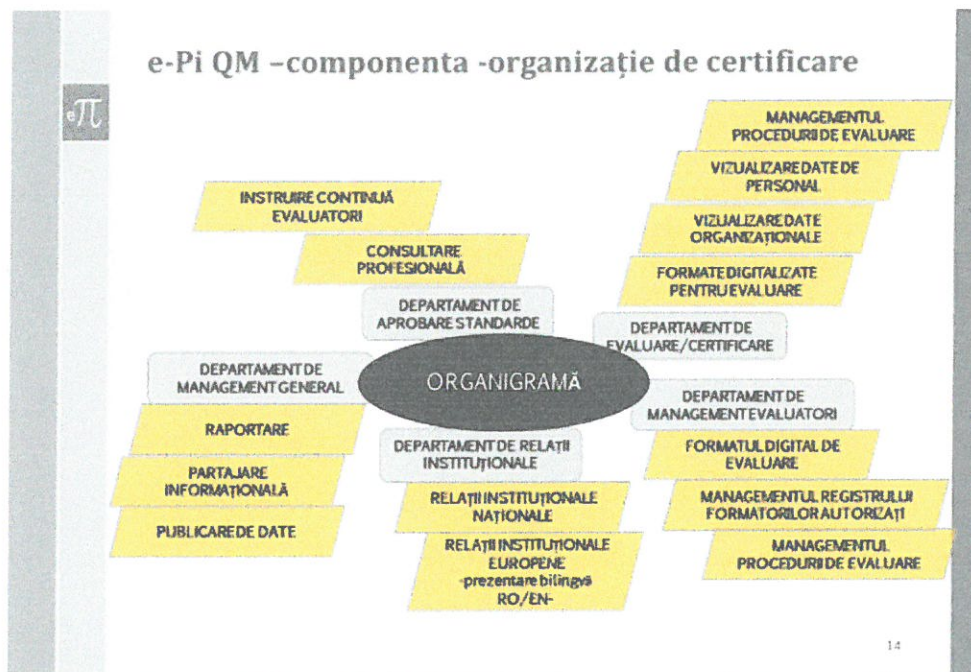 e-Pi QM –componenta -organizație de certificare
eπ
MANAGEMENTUL
PROCEDURII DE EVALUARE
VIZUALIZARE DATE DE
PERSONAL
VIZUALIZARE DATE
ORGANIZAȚIONALE
FORMATE DIGITALIZATE
PENTRU EVALUARE
INSTRUIRE CONTINUĂ
EVALUATORI
CONSULTARE
PROFESIONALĂ
DEPARTAMENT DE
APROBARE STANDARDE
DEPARTAMENT DE
EVALUARE/CERTIFICARE
DEPARTAMENT DE
MANAGEMENT GENERAL
ORGANIGRAMĂ
DEPARTAMENT DE
MANAGEMENT EVALUATORI
RAPORTARE
PARTAJARE
INFORMAȚIONALĂ
PUBLICARE DE DATE
DEPARTAMENT DE RELAȚII
INSTITUȚIONALE
RELAȚII INSTITUȚIONALE
NAȚIONALE
RELAȚII INSTITUȚIONALE
EUROPENE
-prezentare bilingvă
RO/EN-
FORMATUL DIGITAL DE
EVALUARE
MANAGEMENTUL REGISTRULUI
FORMATORILOR AUTORIZAȚI
MANAGEMENTUL
PROCEDURII DE EVALUARE
14